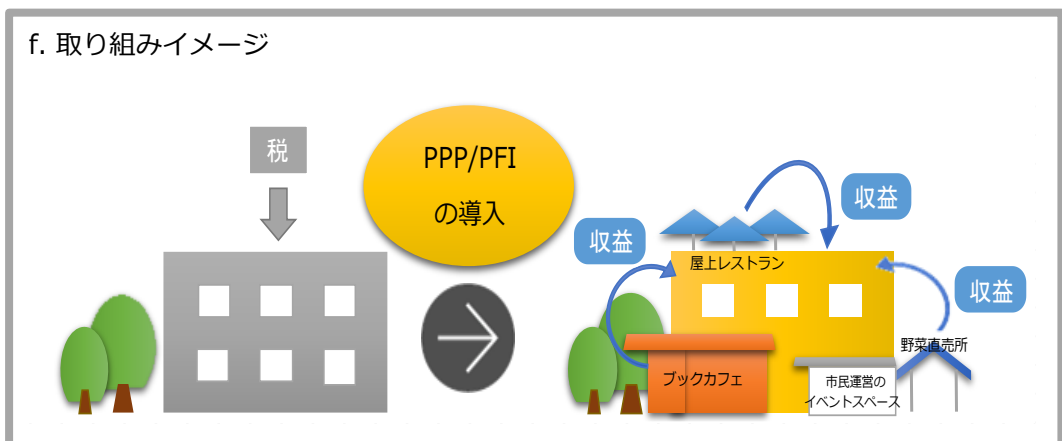 f. 取り組みイメージ
税
PPP/PFI
の導入
収益
収益
収益
屋上レストラン
野菜直売所
ブックカフェ
市民運営の
イベントスペース